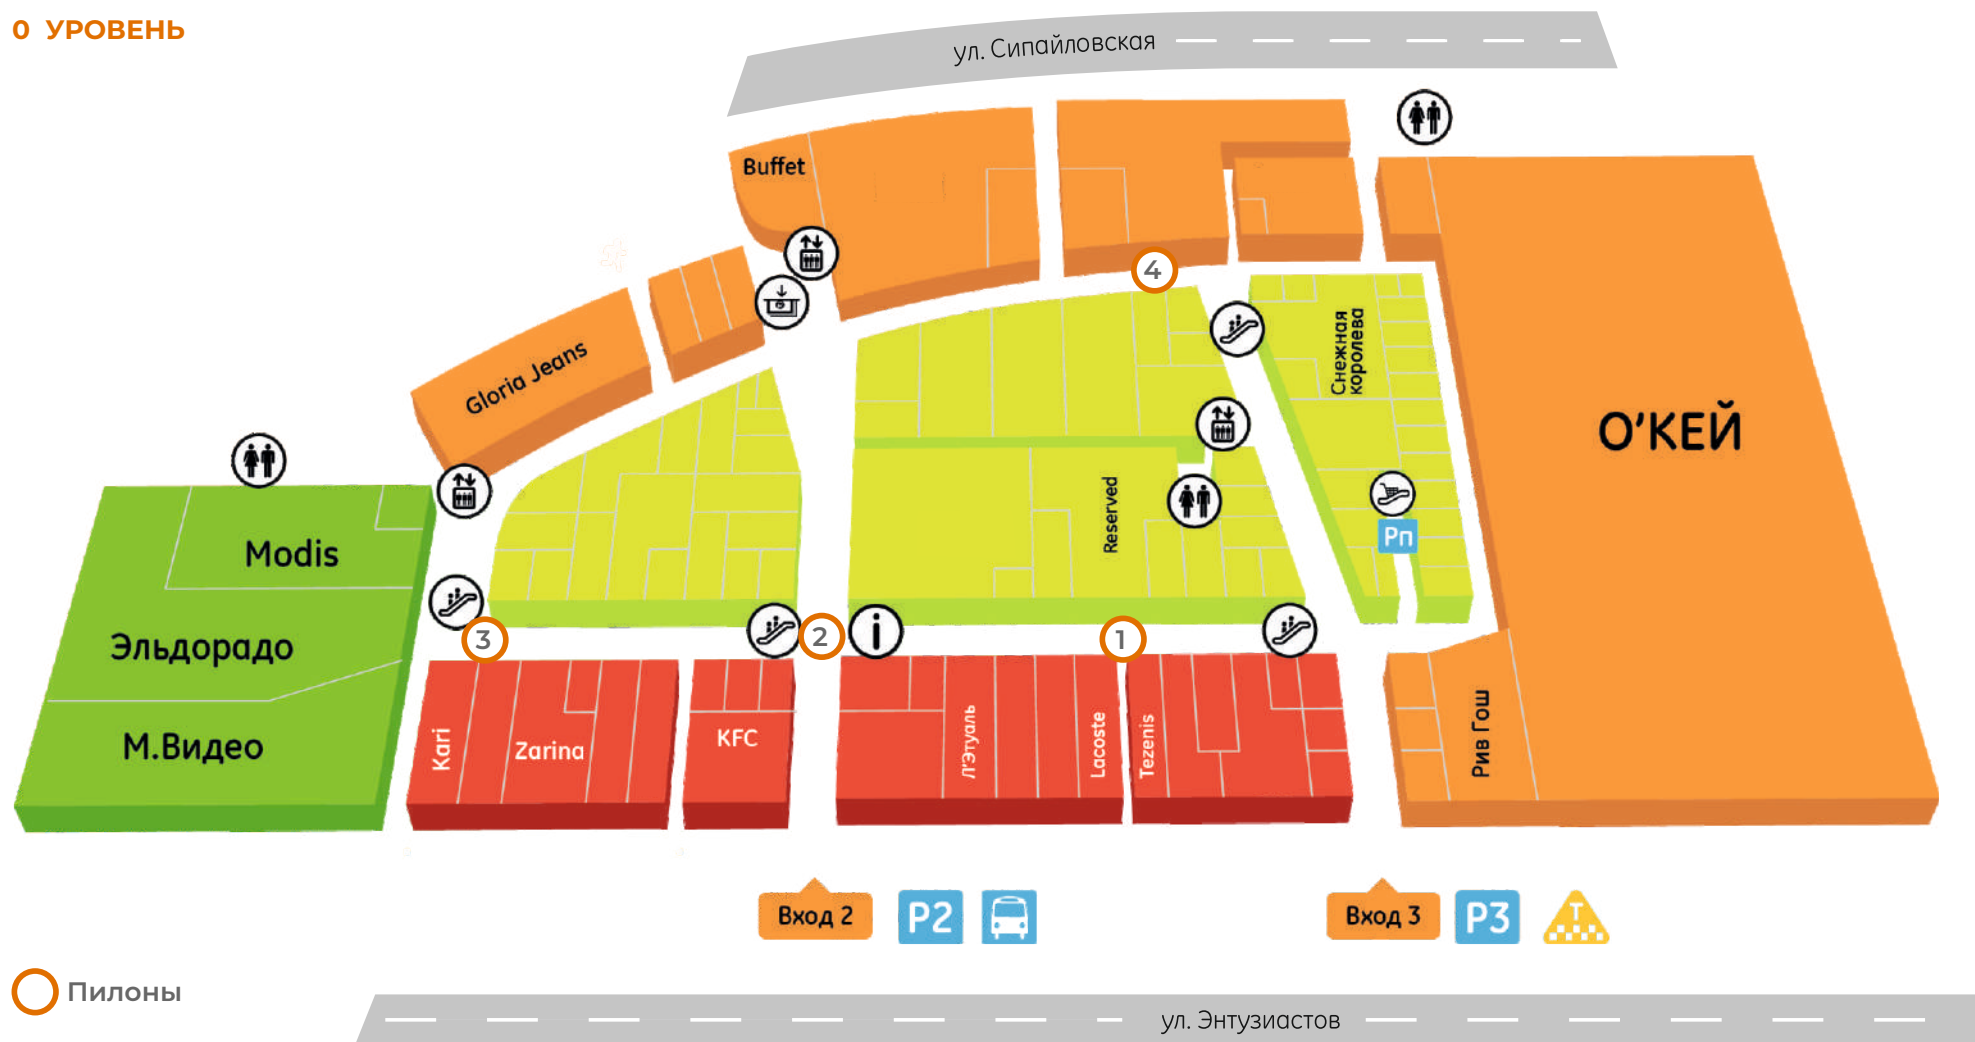 0 УРОВЕНЬ
ул. Сипайловская
Buffet
Gloria Jeans
4
Снежная
королева
О'КЕЙ
Reserved
Рп
Modis
Эльдорадо
М.Видео
3
2
i
1
Kari
Zarina
KFC
Л'Этуаль
Lacoste
Tezenis
Рив Гош
Вход 2
P2
Вход 3
P3
T
Пилоны
ул. Энтузиастов